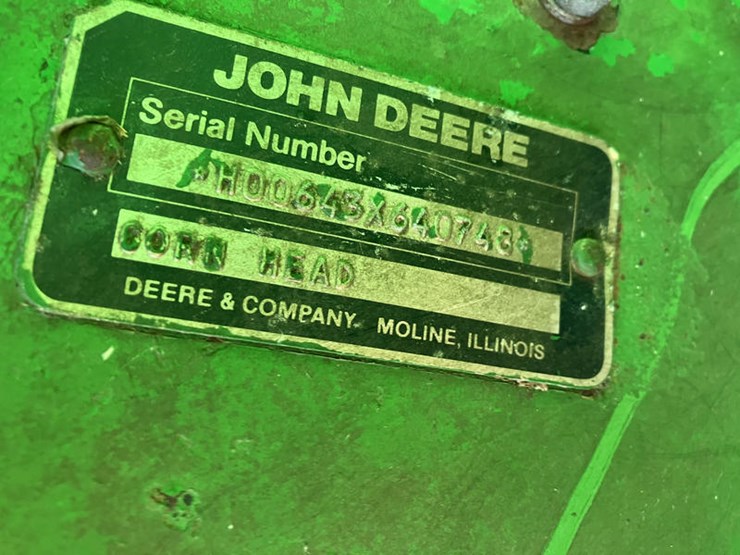 JOHN DEERE
Serial Number
*H00643X640743*
CORN HEAD
DEERE & COMPANY MOLINE, ILLINOIS